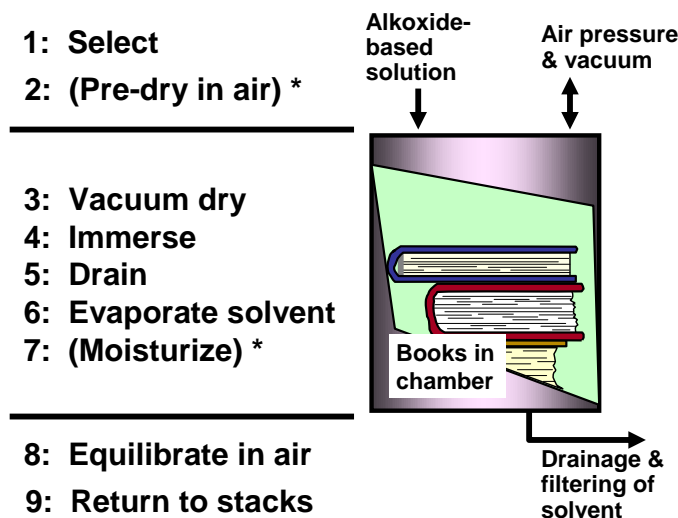 1: Select
2: (Pre-dry in air) *
3: Vacuum dry
4: Immerse
5: Drain
6: Evaporate solvent
7: (Moisturize) *
8: Equilibrate in air
9: Return to stacks
Alkoxide-
based
solution
Air pressure
& vacuum
Books in
chamber
Drainage &
filtering of
solvent